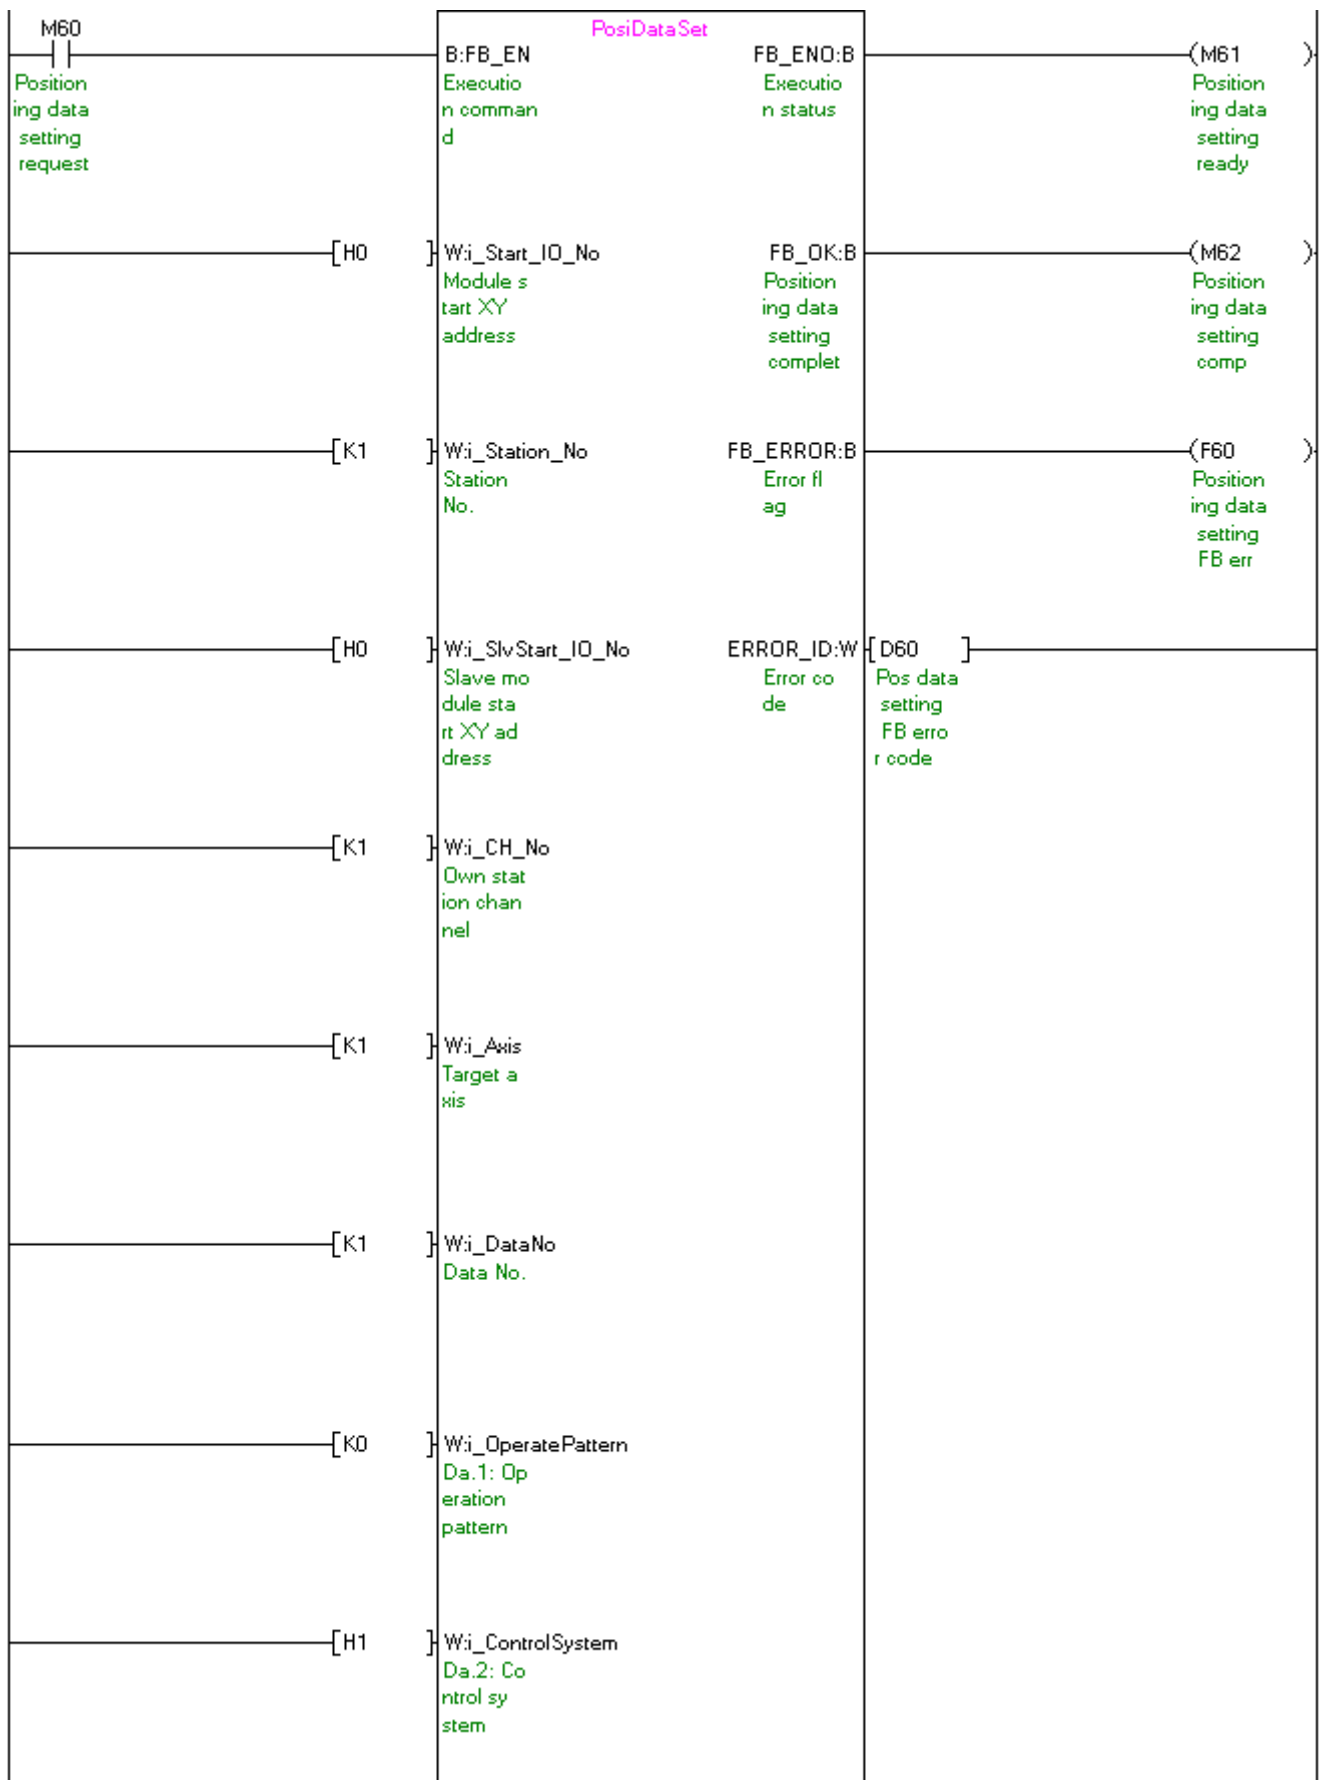 M60
PosiDataSet
B:FB_EN FB_ENO:B (M61 )
Position Executio Executio Position
ing data n comman n status ing data
setting d setting
request ready
[H0 ] W:i_Start_IO_No FB_OK:B (M62 )
Module s Position Position
tart XY ing data ing data
address setting setting
complet comp
[K1 ] W:i_Station_No FB_ERROR:B (F60 )
Station Error fl Position
No. ag ing data
setting
FB err
[H0 ] W:i_SlvStart_IO_No ERROR_ID:W [D60 ]
Slave mo Error co Pos data
dule sta de setting
rt XY ad FB erro
dress r code
[K1 ] W:i_CH_No
Own stat
ion chan
nel
[K1 ] W:i_Axis
Target a
xis
[K1 ] W:i_DataNo
Data No.
[K0 ] W:i_OperatePattern
Da.1: Op
eration
pattern
[H1 ] W:i_ControlSystem
Da.2: Co
ntrol sy
stem